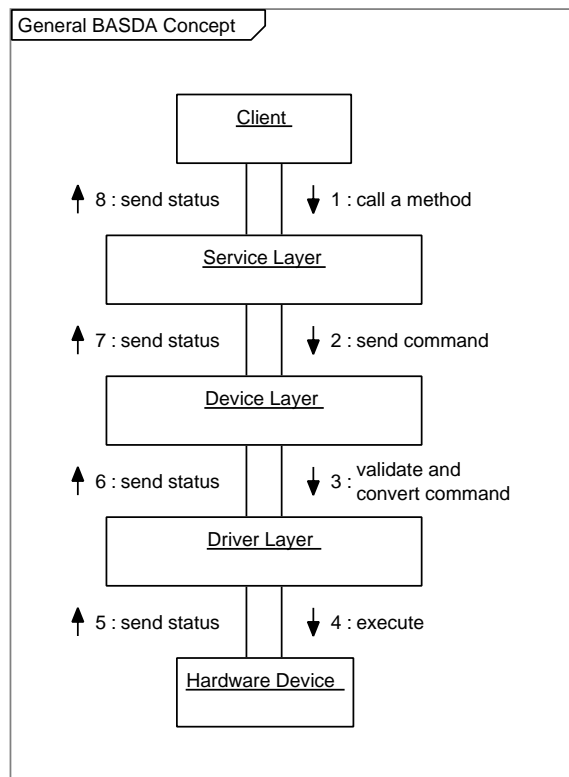 General BASDA Concept
Client
8 : send status
1 : call a method
Service Layer
7 : send status
2 : send command
Device Layer
6 : send status
3 : validate and
convert command
Driver Layer
5 : send status
4 : execute
Hardware Device